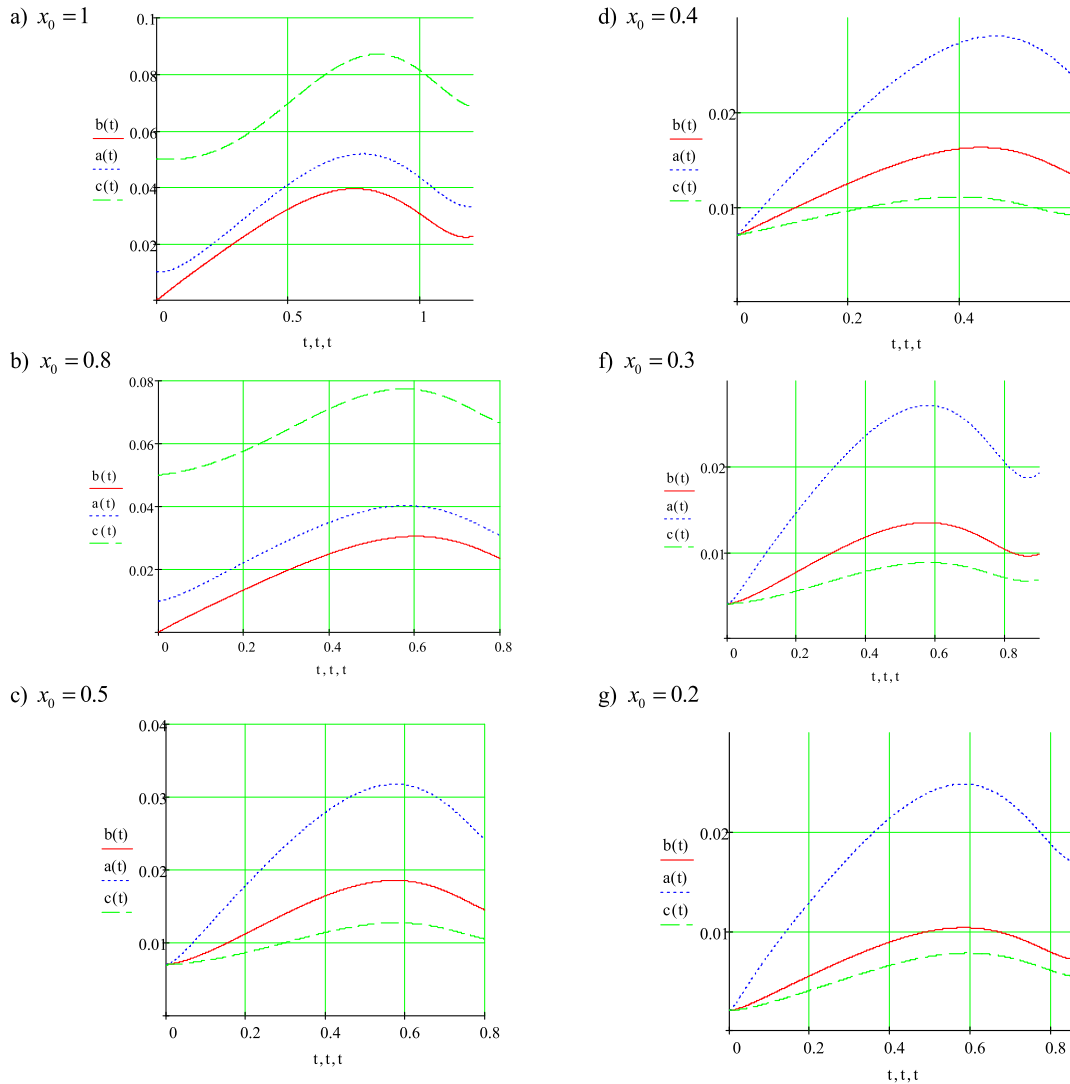 a) x₀ = 1
0.1
0.08
0.06
0.04
0.02
b(t)
a(t)
c(t)
0 0.5 1
t, t, t
b) x₀ = 0.8
0.08
0.06
0.04
0.02
b(t)
a(t)
c(t)
0 0.2 0.4 0.6 0.8
t, t, t
c) x₀ = 0.5
0.04
0.03
0.02
0.01
b(t)
a(t)
c(t)
0 0.2 0.4 0.6 0.8
t, t, t
d) x₀ = 0.4
0.02
0.01
b(t)
a(t)
c(t)
0 0.2 0.4
t, t, t
f) x₀ = 0.3
0.02
0.01
b(t)
a(t)
c(t)
0 0.2 0.4 0.6 0.8
t, t, t
g) x₀ = 0.2
0.02
0.01
b(t)
a(t)
c(t)
0 0.2 0.4 0.6 0.8
t, t, t